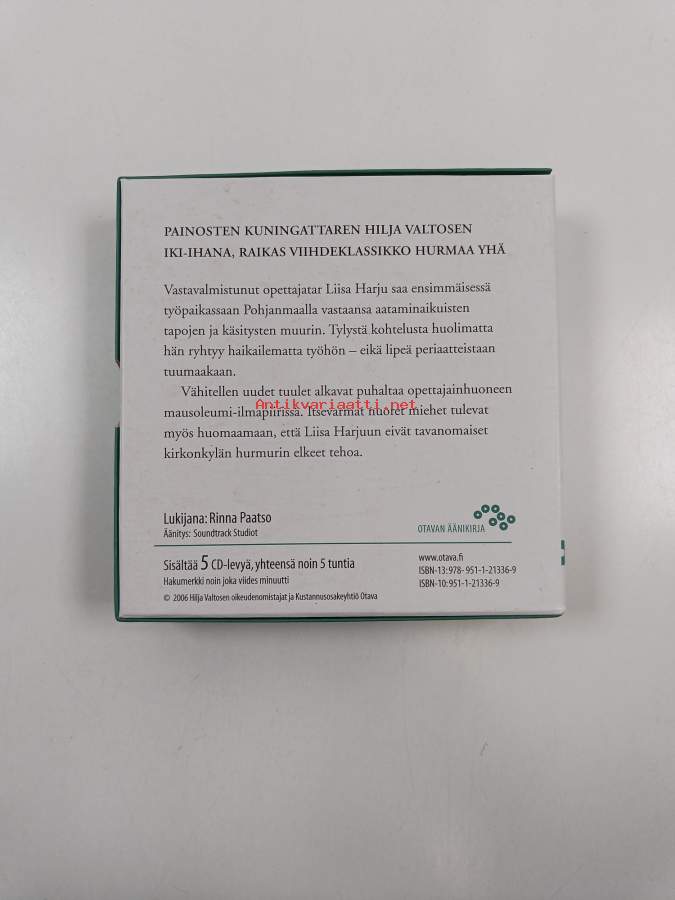 PAINOSTEN KUNINGATTAREN HILJA VALTOSEN
IKI-IHANA, RAIKAS VIIHDEKLASSIKKO HURMAA YHÄ
Vastavalmistunut opettajatar Liisa Harju saa ensimmäisessä
työpaikassaan Pohjanmaalla vastaansa aataminaikuisten
tapojen ja käsitysten muurin. Tylystä kohtelusta huolimatta
hän ryhtyy haikailematta työhön – eikä lipeä periaatteistaan
tuumaakaan.
Vähitellen uudet tuulet alkavat puhaltaa opettajainhuoneen
Antikvariaatti.net
mausoleumi-ilmapiirissä. Itsevarmat nuoret miehet tulevat
myös huomaamaan, että Liisa Harjuun eivät tavanomaiset
kirkonkylän hurmurin elkeet tehoa.
Lukijana: Rinna Paatso
Äänitys: Soundtrack Studiot
OTAVAN ÄÄNIKIRJA
Sisältää 5 CD-levyä, yhteensä noin 5 tuntia
Hakumerkki noin joka viides minuutti
© 2006 Hilja Valtosen oikeudenomistajat ja Kustannusosakeyhtiö Otava
www.otava.fi
ISBN-13: 978- 951-1-21336-9
ISBN-10: 951-1-21336-9